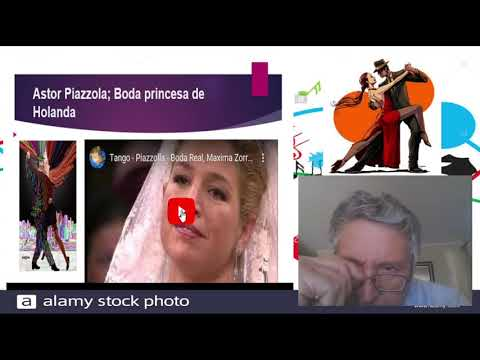 Astor Piazzola; Boda princesa de
Holanda
Tango - Piazzolla - Boda Real, Maxima Zorr...
a alamy stock photo